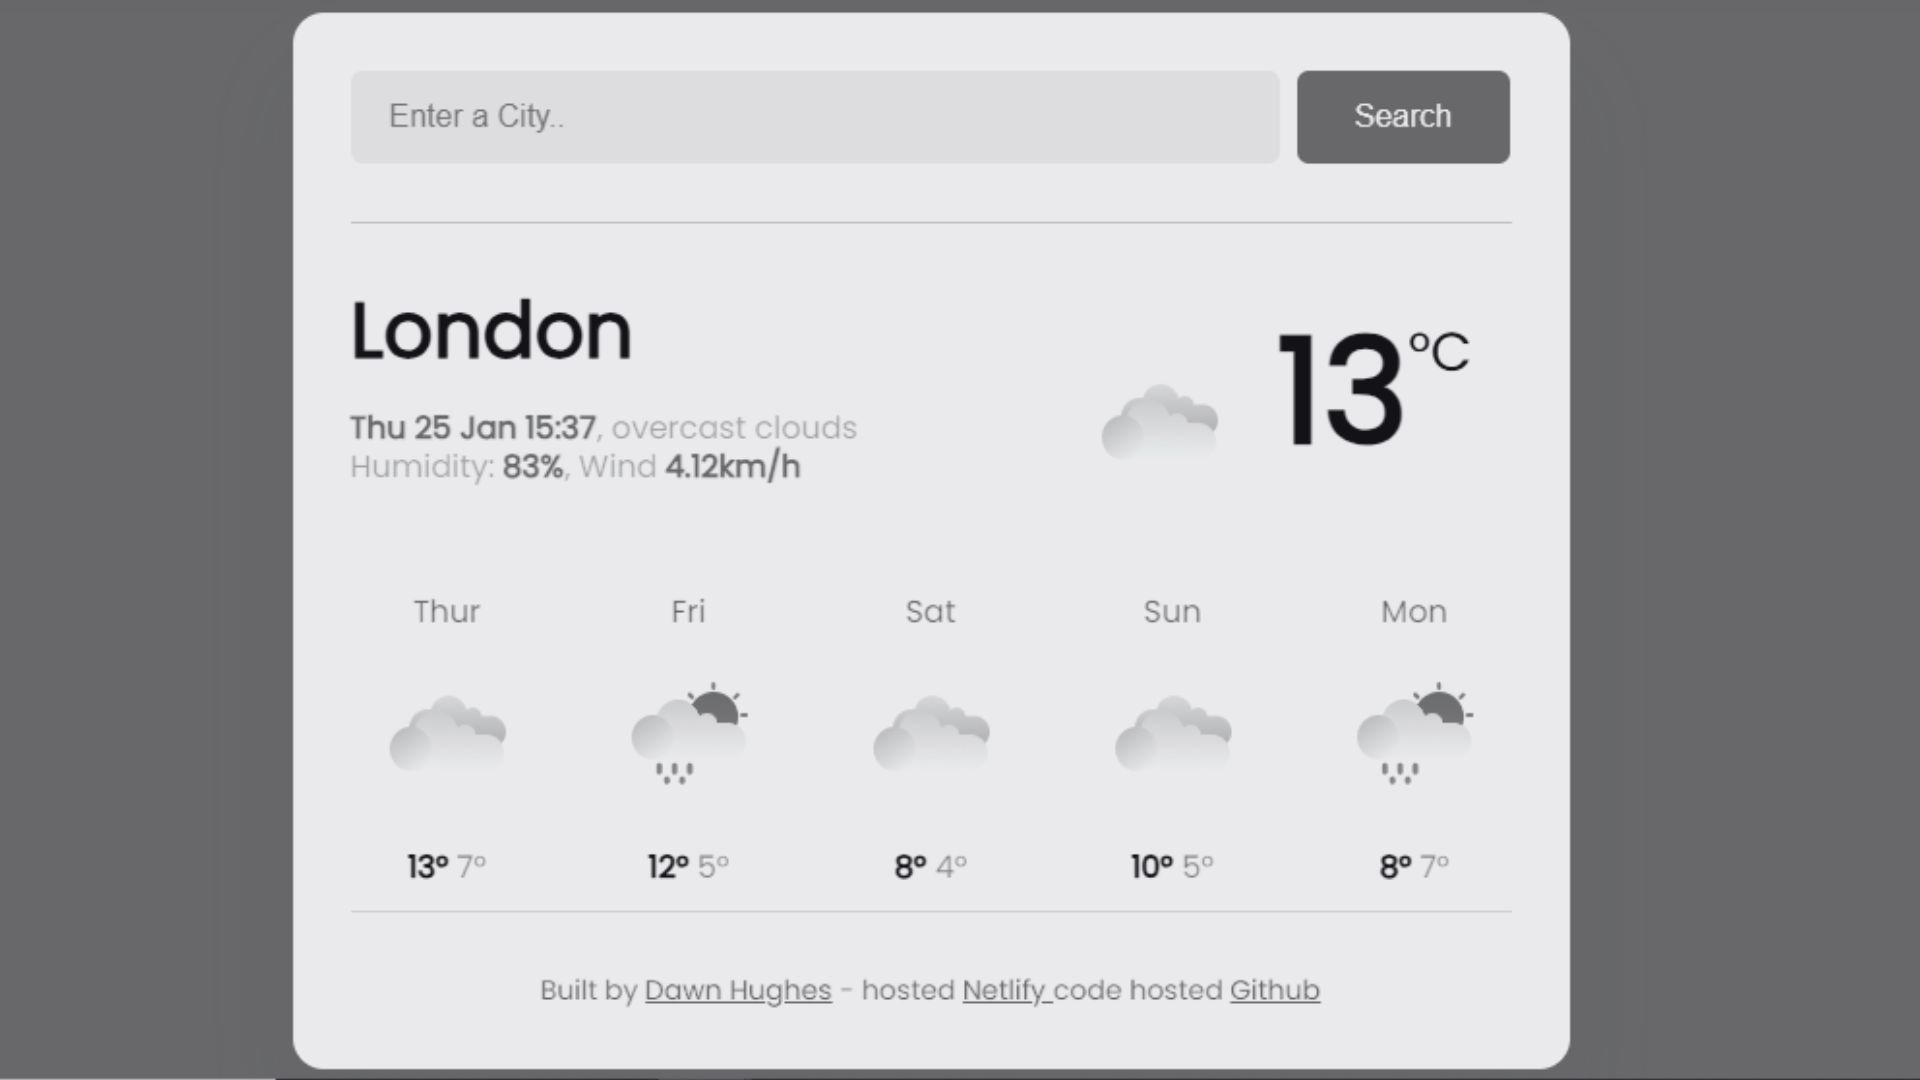 Enter a City..
Search
London
13°C
Thu 25 Jan 15:37, overcast clouds
Humidity: 83%, Wind 4.12km/h
Thur Fri Sat Sun Mon
13° 7° 12° 5° 8° 4° 10° 5° 8° 7°
Built by Dawn Hughes - hosted Netlify code hosted Github